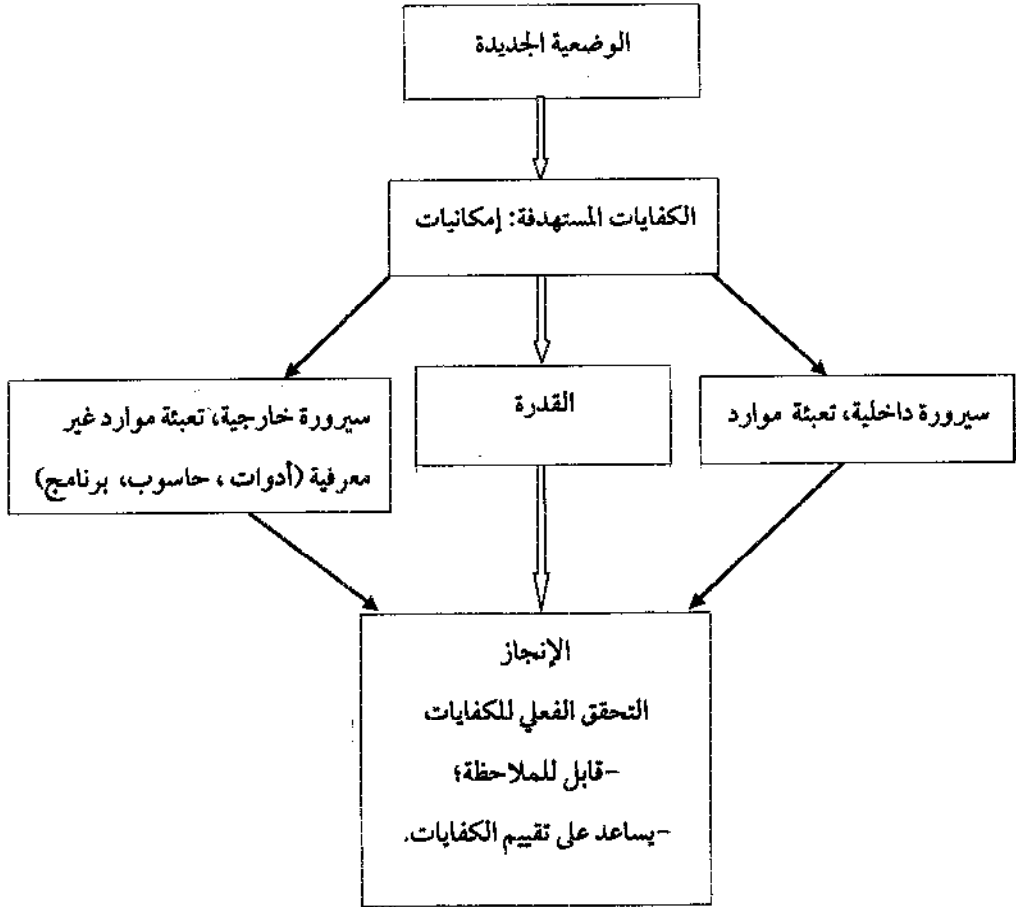 الوضعية الجديدة
الكفايات المستهدفة: إمكانيات
سيرورة داخلية، تعبئة موارد
القدرة
سيرورة خارجية، تعبئة موارد غير
معرفية (أدوات، حاسوب، برنامج)
الإنجاز
التحقق الفعلي للكفايات
-قابل للملاحظة؛
-يساعد على تقييم الكفايات.